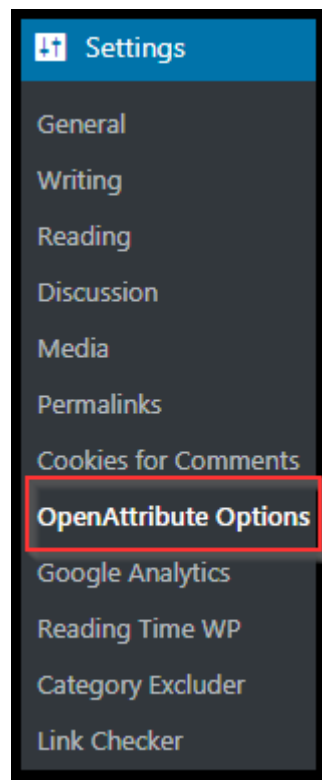 Settings
General
Writing
Reading
Discussion
Media
Permalinks
Cookies for Comments
OpenAttribute Options
Google Analytics
Reading Time WP
Category Excluder
Link Checker